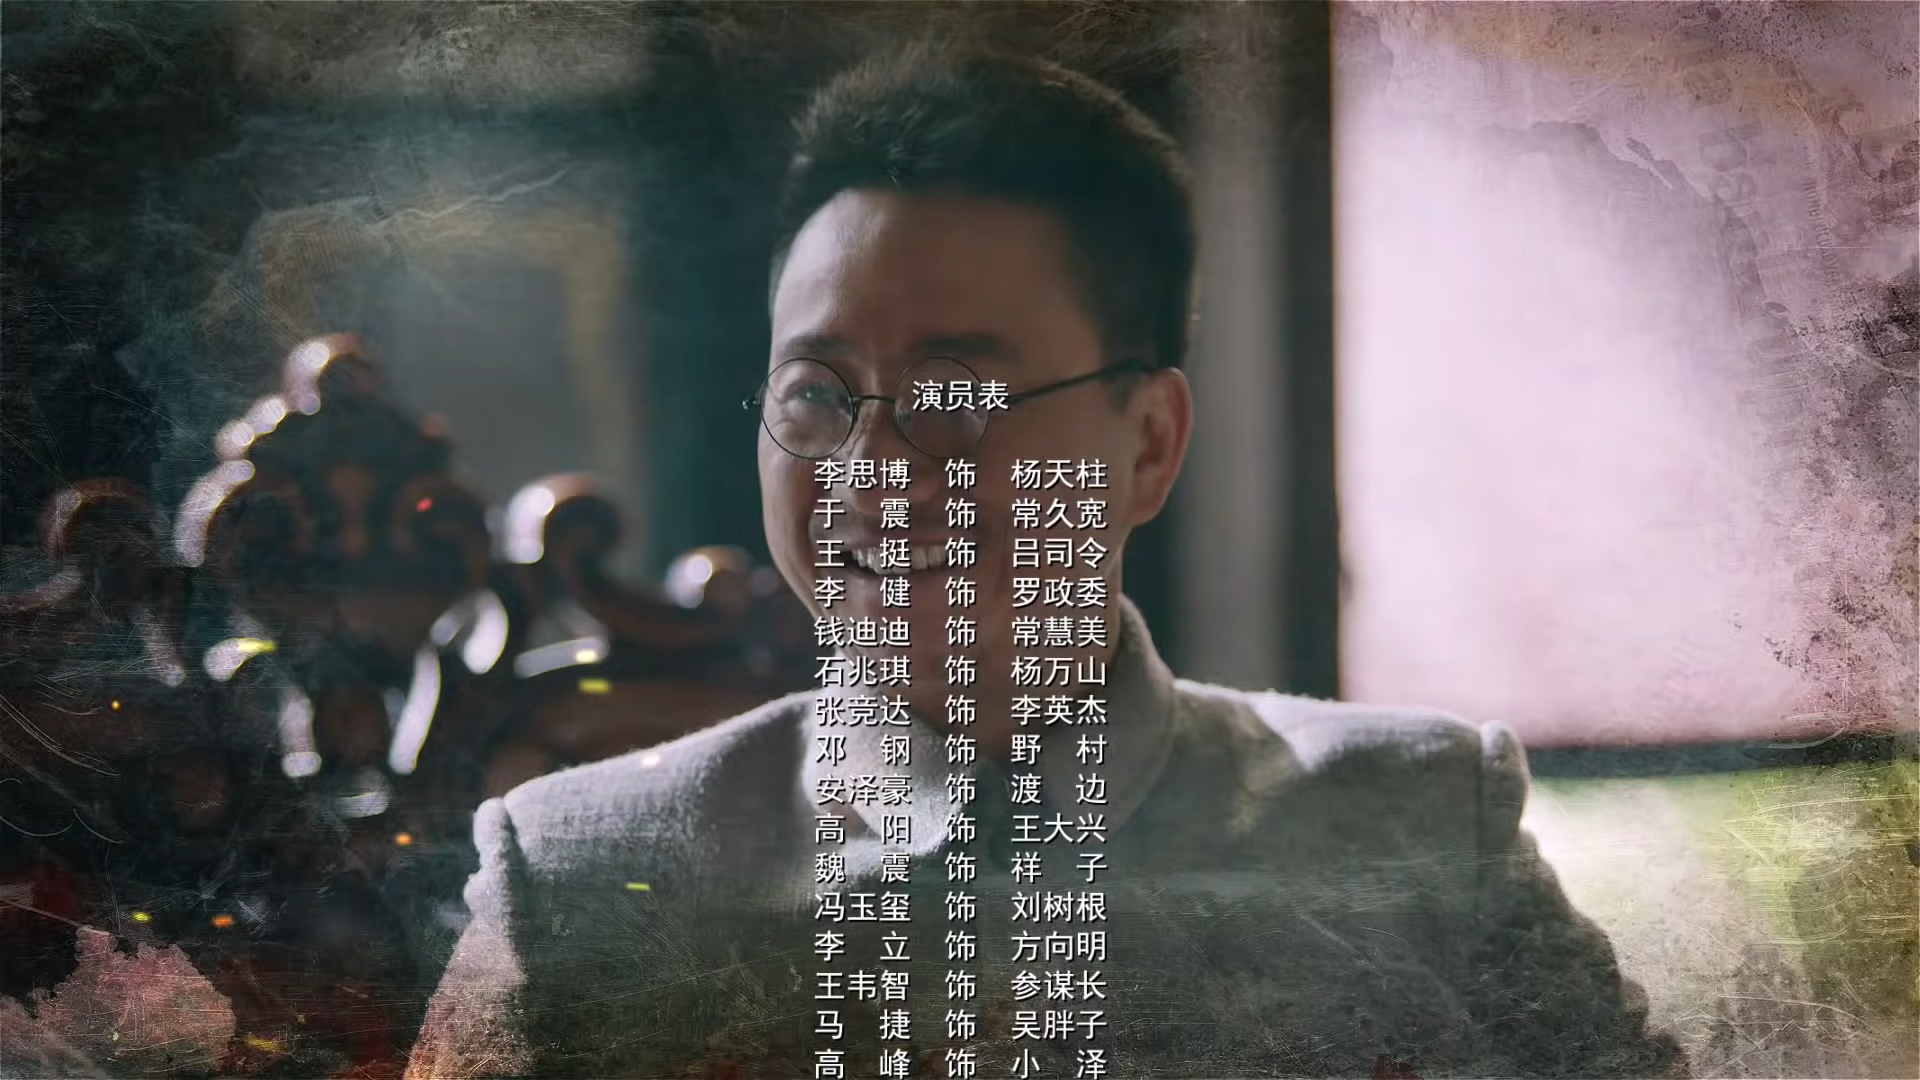 演员表
李思博 饰 杨天柱
于 震 饰 常久宽
王 挺 饰 吕司令
李 健 饰 罗政委
钱迪迪 饰 常慧美
石兆琪 饰 杨万山
张竞达 饰 李英杰
邓 钢 饰 野 村
安泽豪 饰 渡 边
高 阳 饰 王大兴
魏 震 饰 祥 子
冯玉玺 饰 刘树根
李 立 饰 方向明
王韦智 饰 参谋长
马 捷 饰 吴胖子
高 峰 饰 小 泽